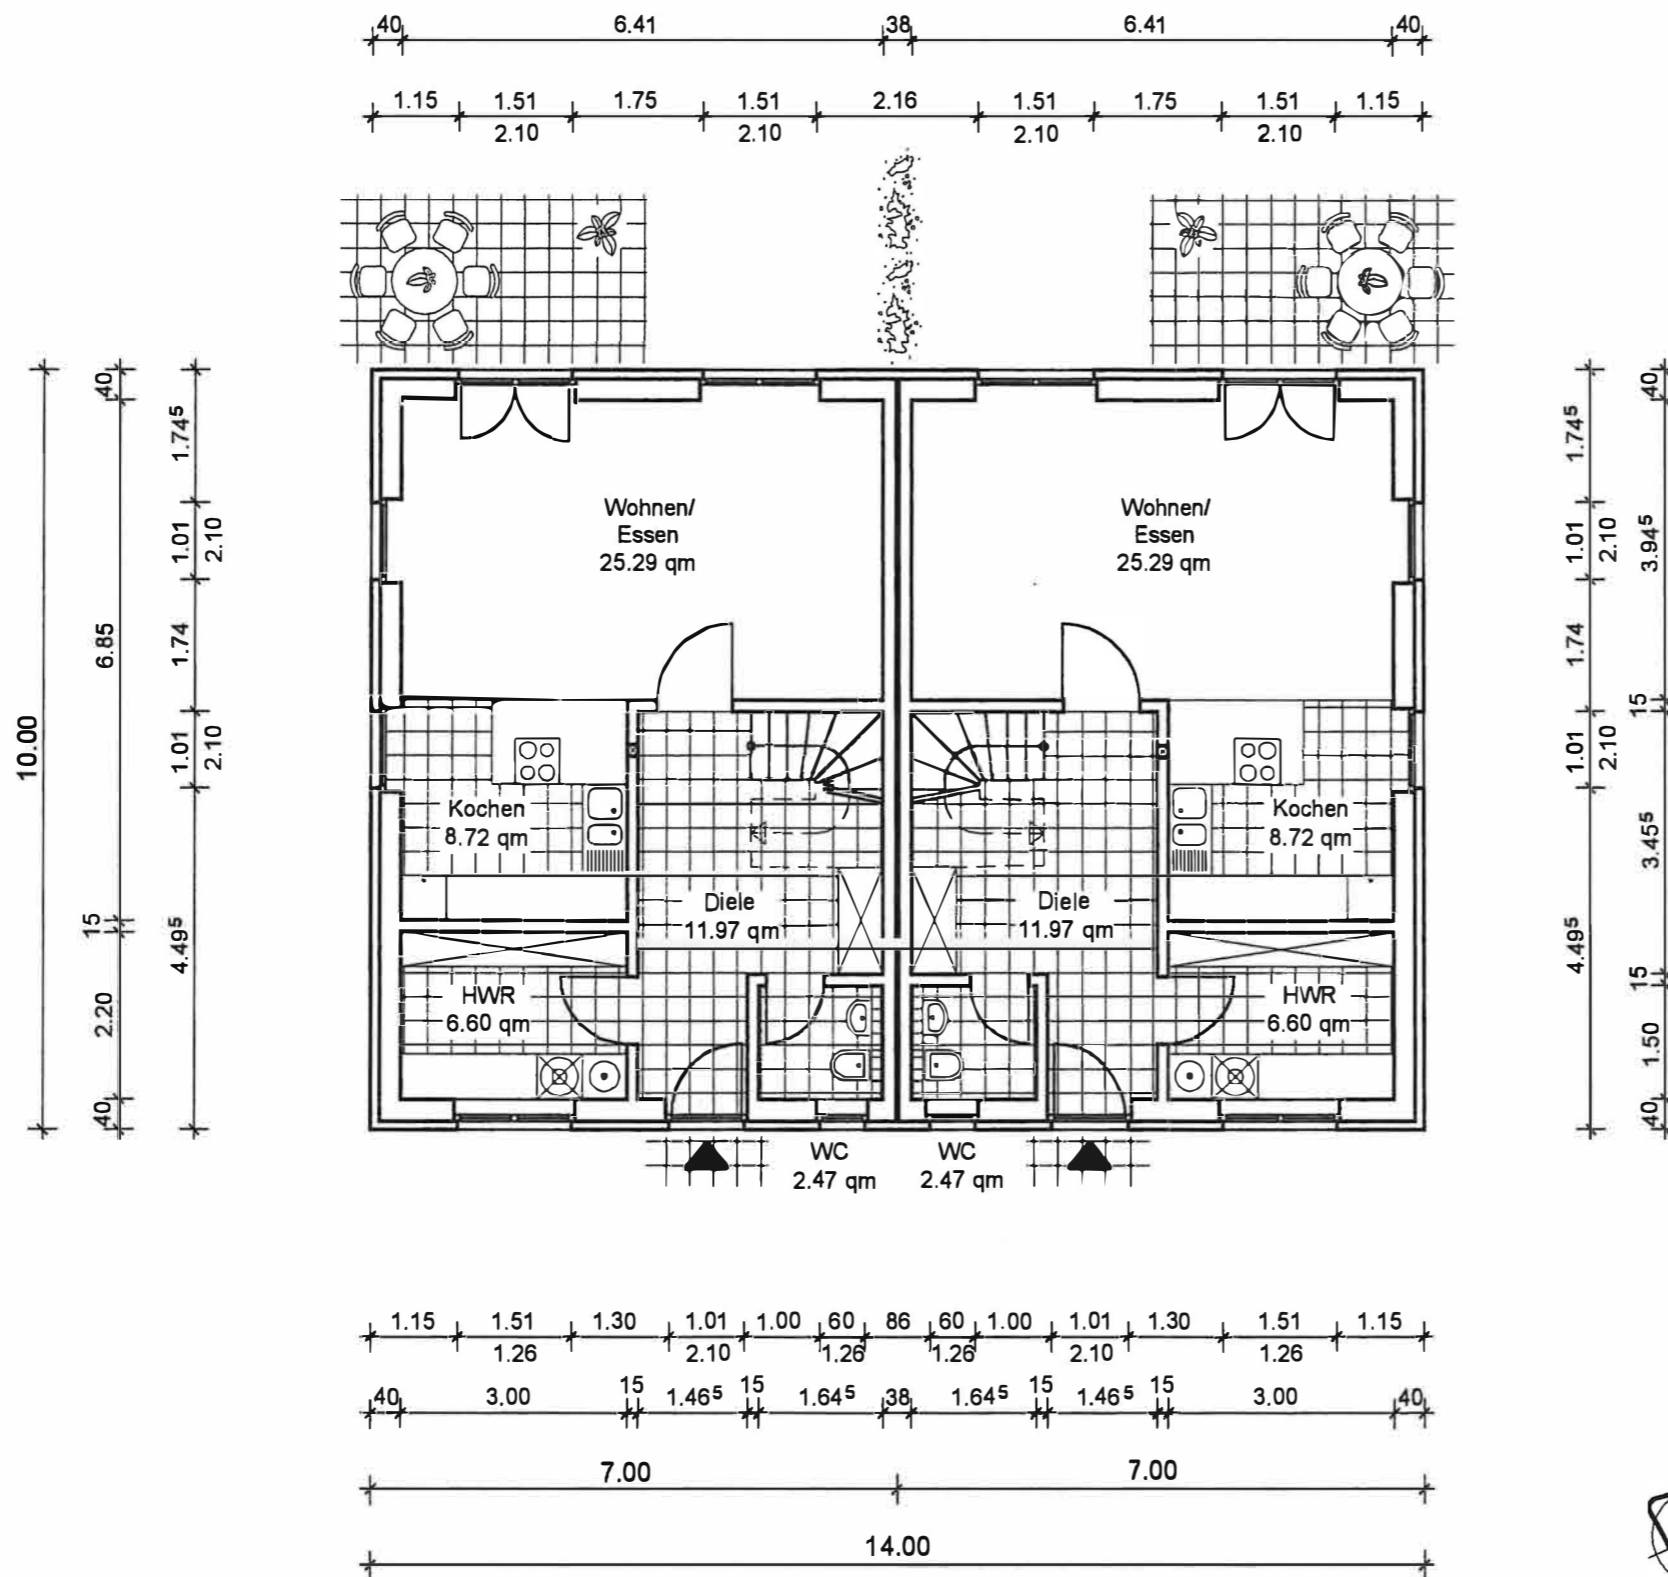 40 6.41 38 6.41 40
1.15 1.51 1.75 1.51 2.16 1.51 1.75 1.51 1.15
2.10 2.10 2.10 2.10
10.00
40 6.85 15 2.20 40
1.74⁵ 1.01 1.74 1.01 4.49⁵
2.10 2.10
Wohnen/
Essen
25.29 qm
Wohnen/
Essen
25.29 qm
Kochen
8.72 qm
Diele
11.97 qm
HWR
6.60 qm
WC
2.47 qm
Diele
11.97 qm
Kochen
8.72 qm
HWR
6.60 qm
WC
2.47 qm
1.74⁵ 1.01 1.74 1.01 4.49⁵
2.10 2.10
40 3.94⁵ 15 3.45⁵ 15 1.50 40
1.15 1.51 1.30 1.01 1.00 60 86 60 1.00 1.01 1.30 1.51 1.15
1.26 2.10 1.26 1.26 2.10 1.26
40 3.00 15 1.46⁵ 15 1.64⁵ 38 1.64⁵ 15 1.46⁵ 15 3.00 40
7.00 7.00
14.00